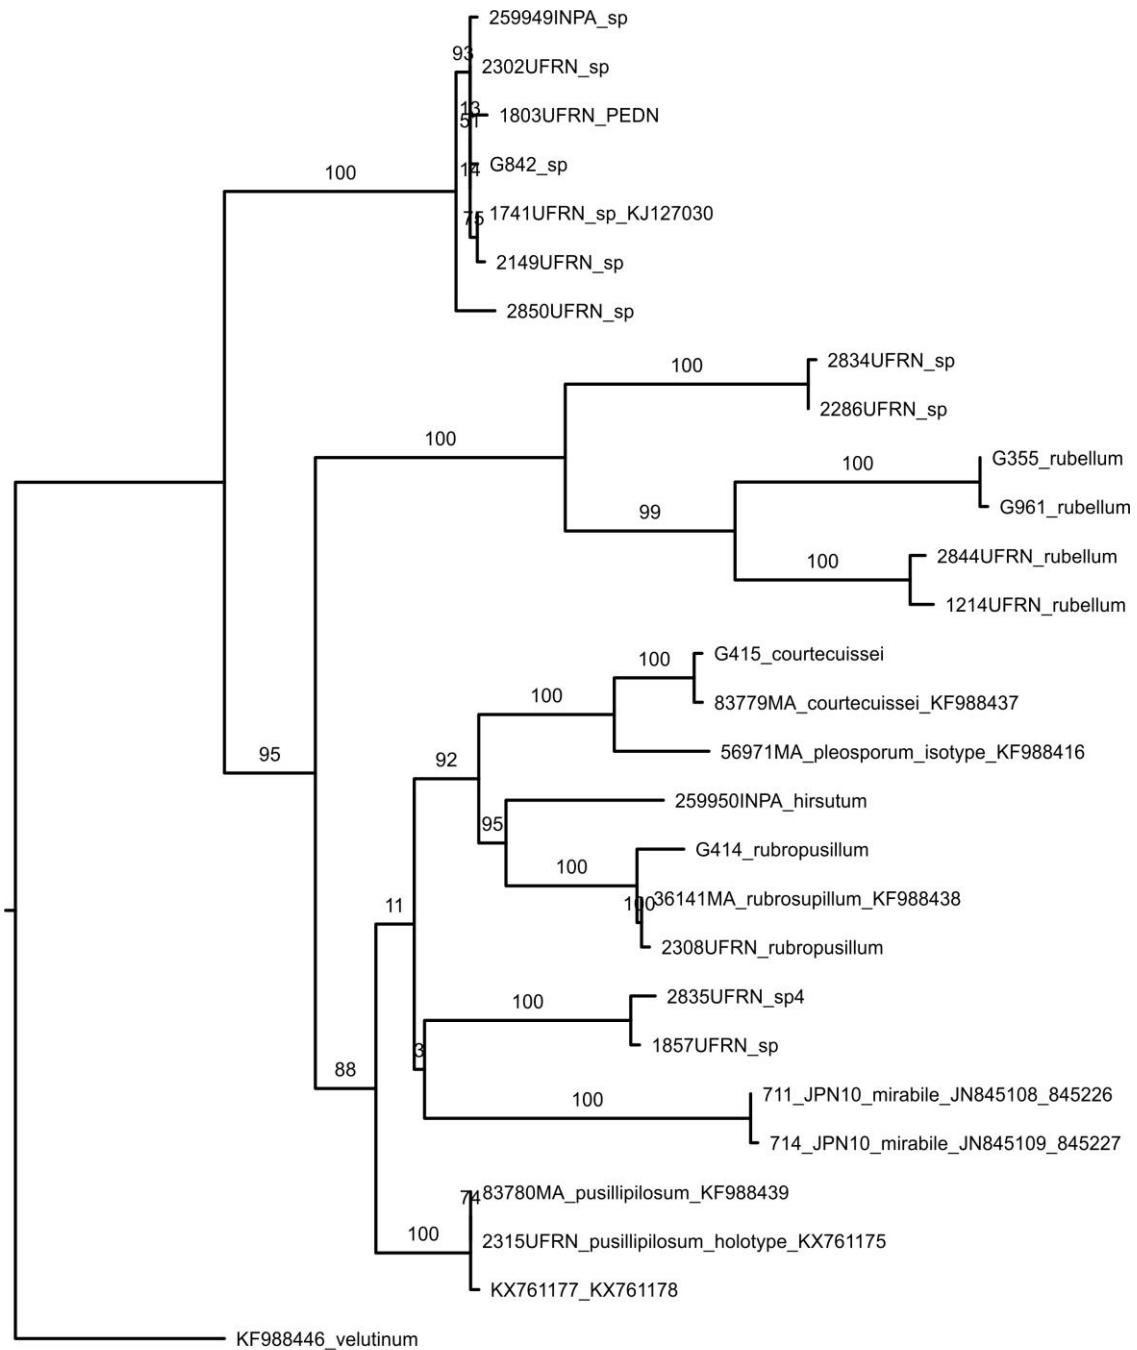 259949INPA_sp
93
2302UFRN_sp
13
1803UFRN_PEDN
51
G842_sp
14
100
1741UFRN_sp_KJ127030
75
2149UFRN_sp
2850UFRN_sp
2834UFRN_sp
100
2286UFRN_sp
100
G355_rubellum
100
G961_rubellum
99
2844UFRN_rubellum
100
1214UFRN_rubellum
G415_courtecuissei
100
83779MA_courtecuissei_KF988437
100
56971MA_pleosporum_isotype_KF988416
95
92
259950INPA_hirsutum
95
G414_rubropusillum
100
36141MA_rubrosupillum_KF988438
100
11
2308UFRN_rubropusillum
2835UFRN_sp4
100
1857UFRN_sp
3
88
711_JPN10_mirabile_JN845108_845226
100
714_JPN10_mirabile_JN845109_845227
83780MA_pusillipilosum_KF988439
74
100
2315UFRN_pusillipilosum_holotype_KX761175
KX761177_KX761178
KF988446_velutinum